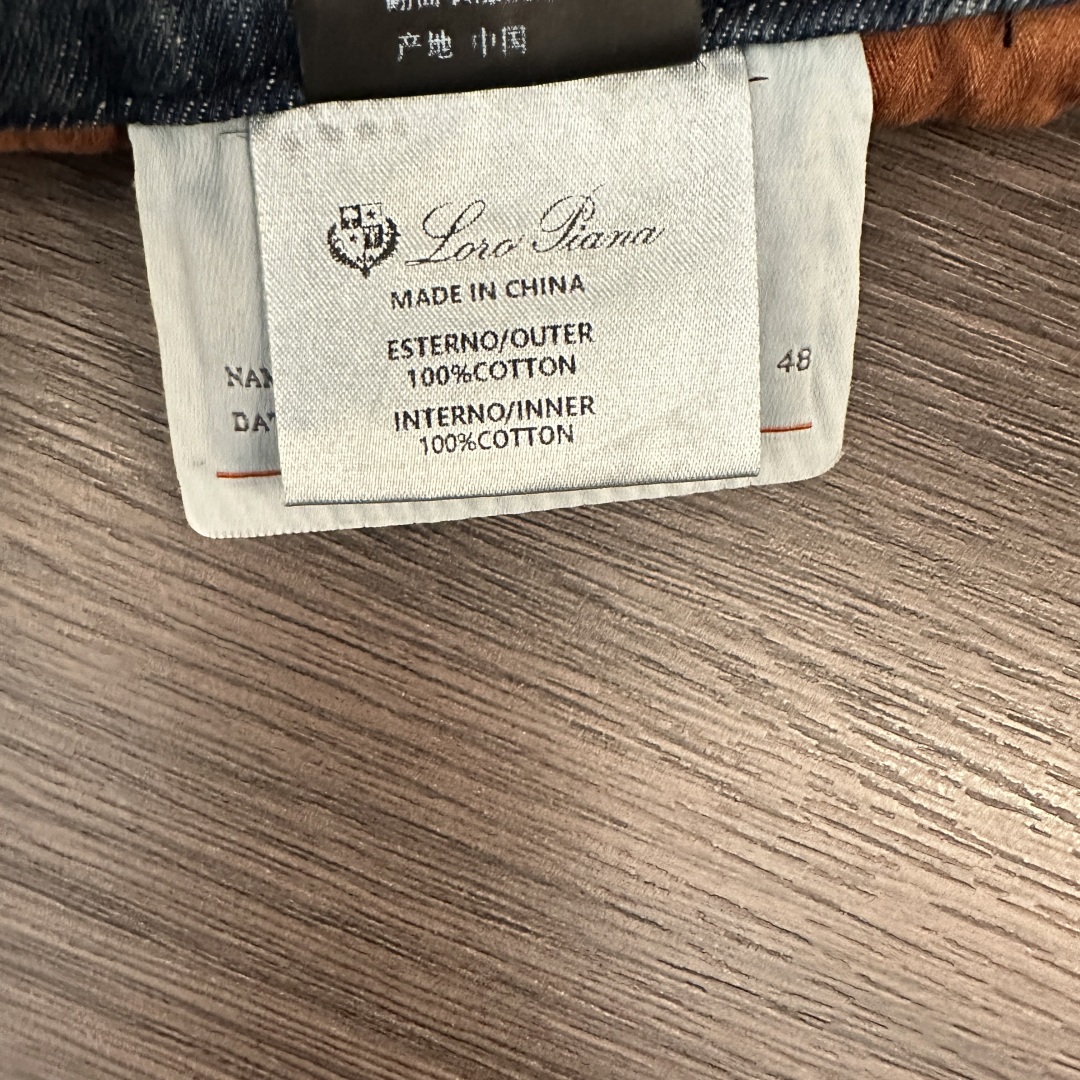 产地 中国
Loro Piana
MADE IN CHINA
ESTERNO/OUTER
100%COTTON
INTERNO/INNER
100%COTTON
48